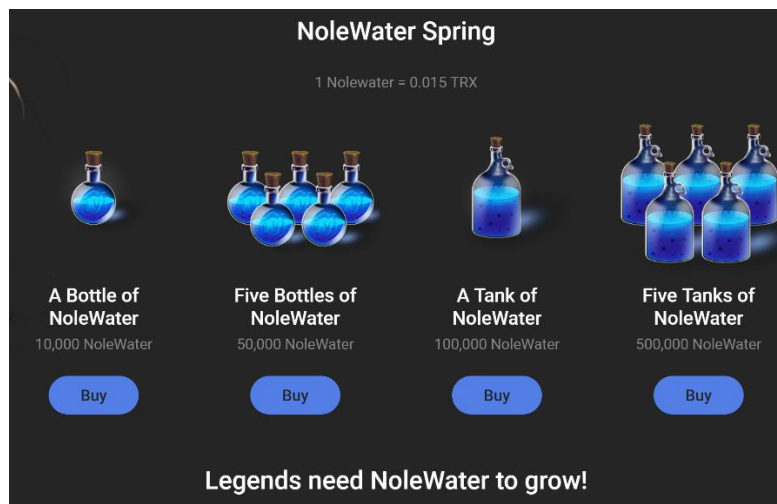 NoleWater Spring
1 Nolewater = 0.015 TRX
A Bottle of
NoleWater
10,000 NoleWater
Buy
Five Bottles of
NoleWater
50,000 NoleWater
Buy
A Tank of
NoleWater
100,000 NoleWater
Buy
Five Tanks of
NoleWater
500,000 NoleWater
Buy
Legends need NoleWater to grow!